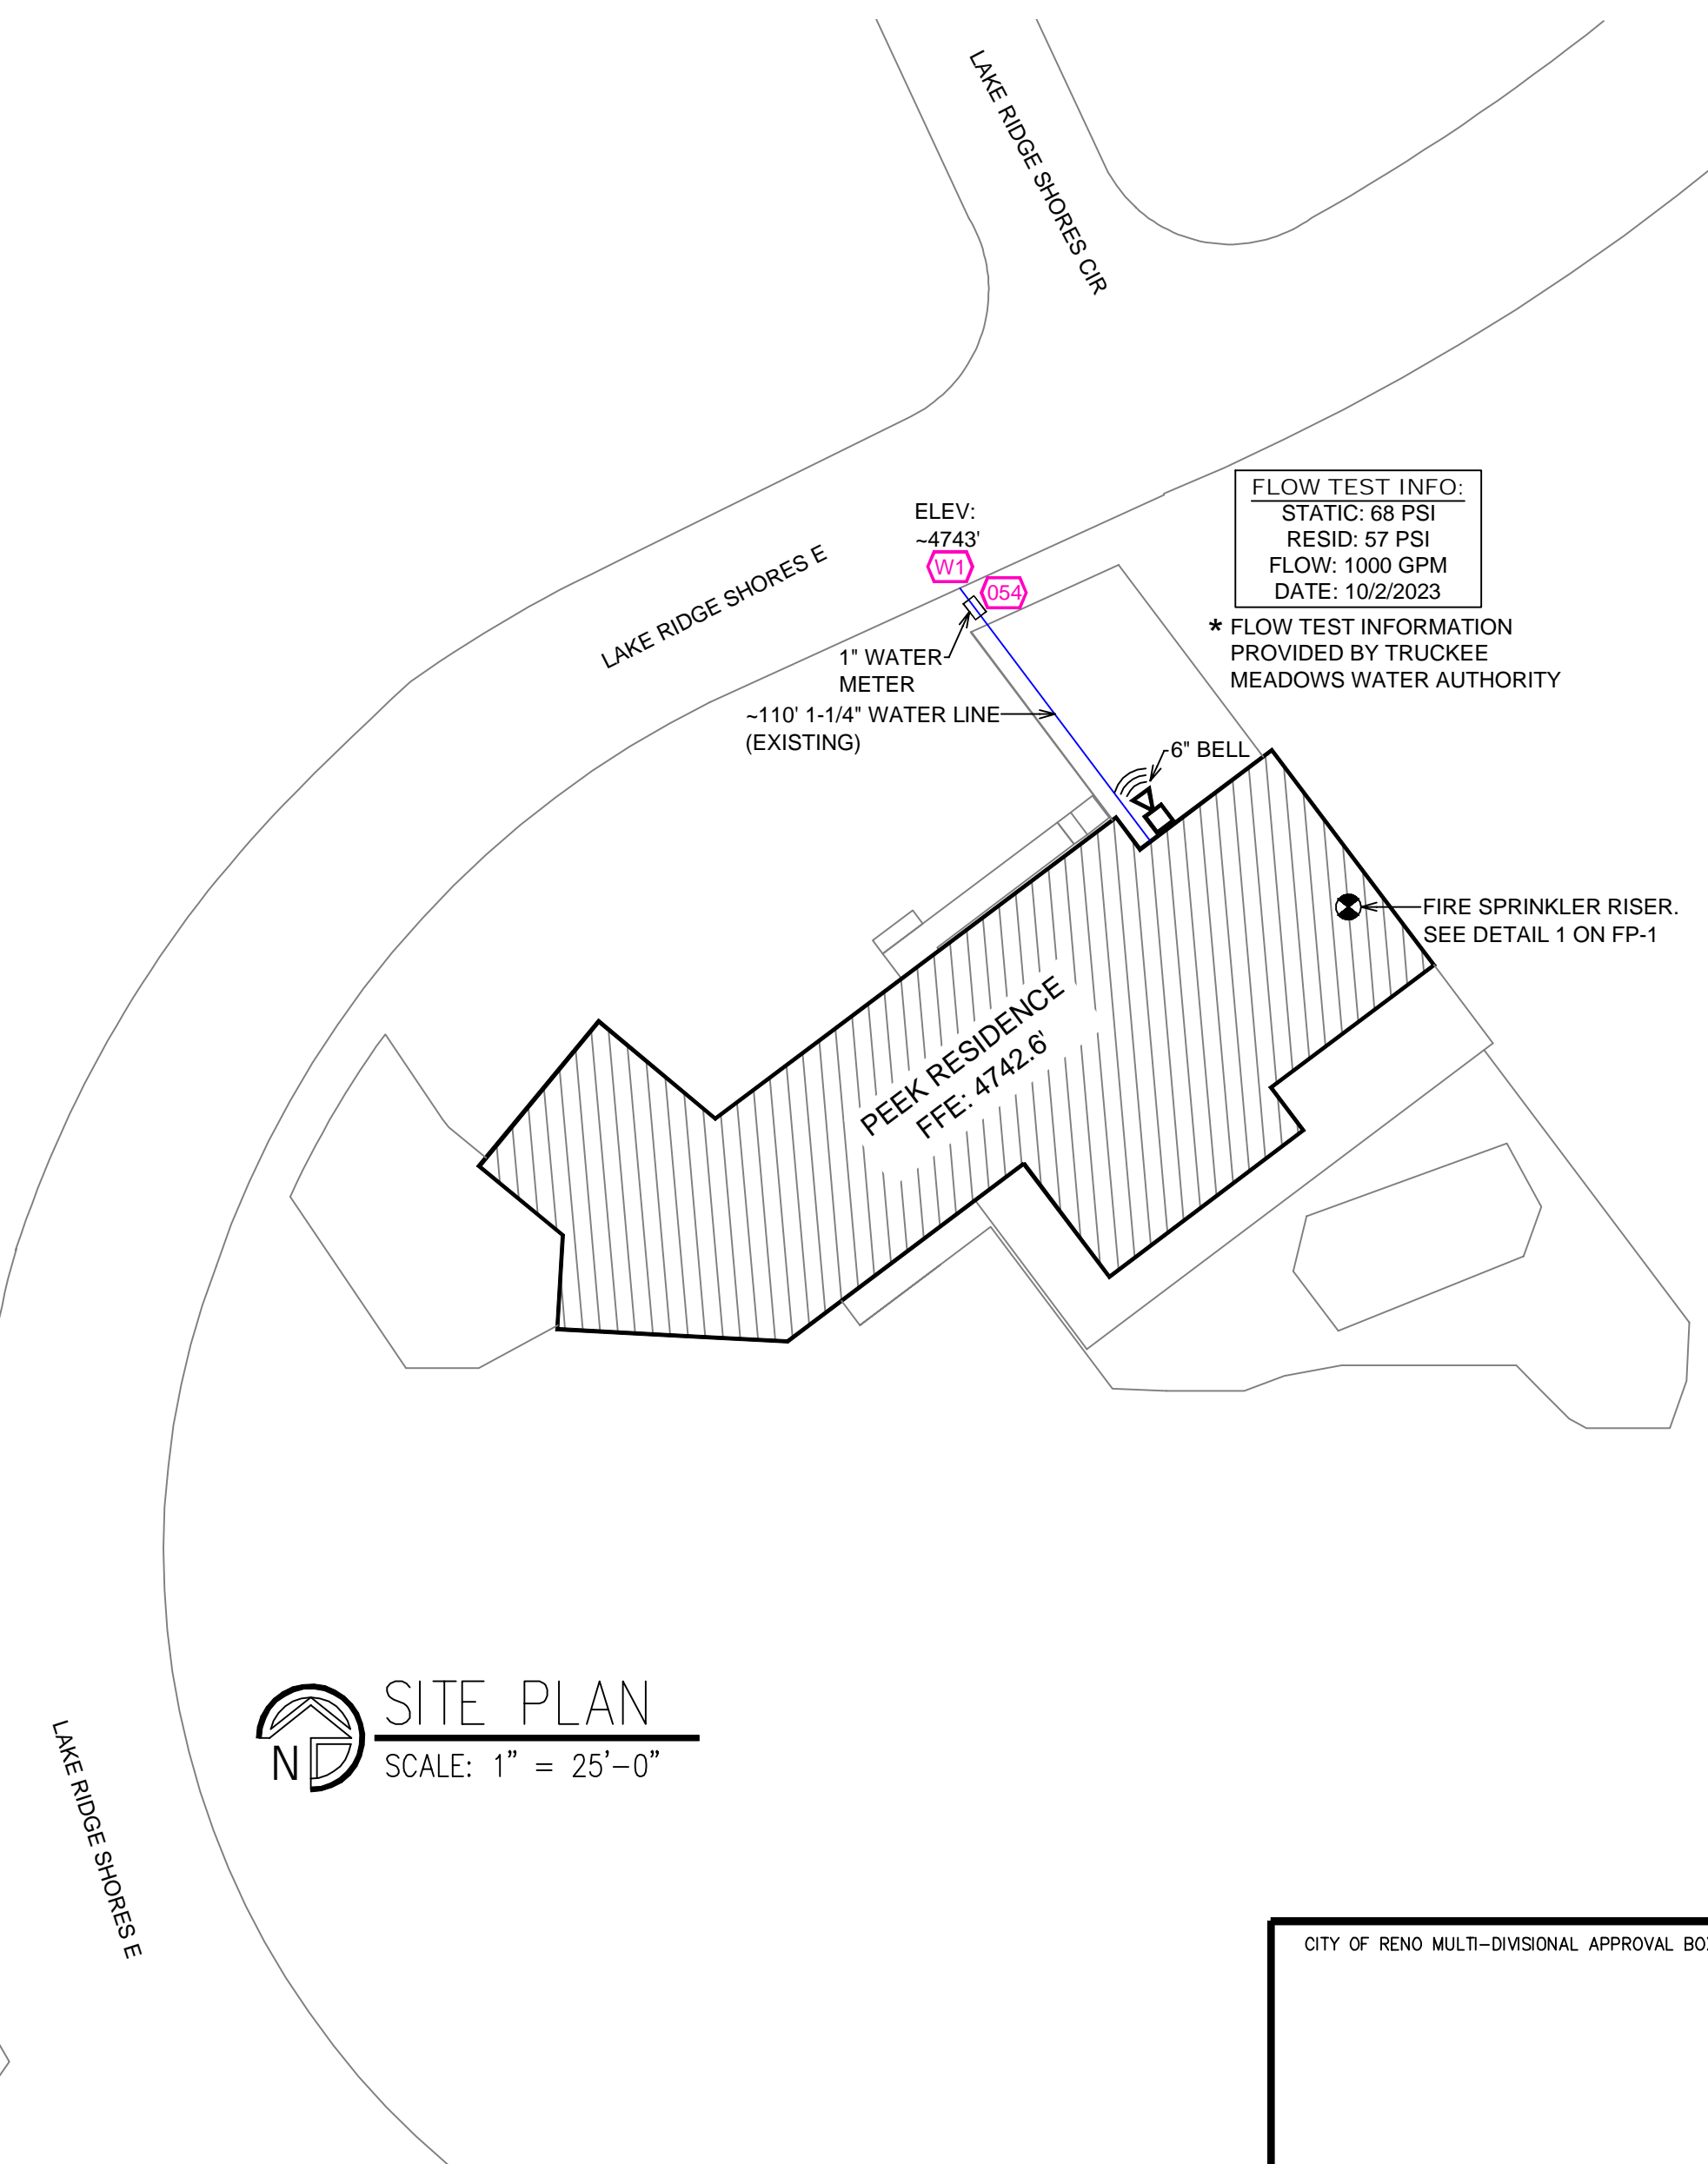 LAKE RIDGE SHORES CIR
FLOW TEST INFO:
STATIC: 68 PSI
RESID: 57 PSI
FLOW: 1000 GPM
DATE: 10/2/2023
* FLOW TEST INFORMATION
PROVIDED BY TRUCKEE
MEADOWS WATER AUTHORITY
ELEV:
~4743'
W1
054
LAKE RIDGE SHORES E
1" WATER
METER
~110' 1-1/4" WATER LINE
(EXISTING)
6" BELL
FIRE SPRINKLER RISER.
SEE DETAIL 1 ON FP-1
PEEK RESIDENCE
FFE: 4742.6'
N
SITE PLAN
SCALE: 1" = 25'-0"
LAKE RIDGE SHORES E
CITY OF RENO MULTI-DIVISIONAL APPROVAL